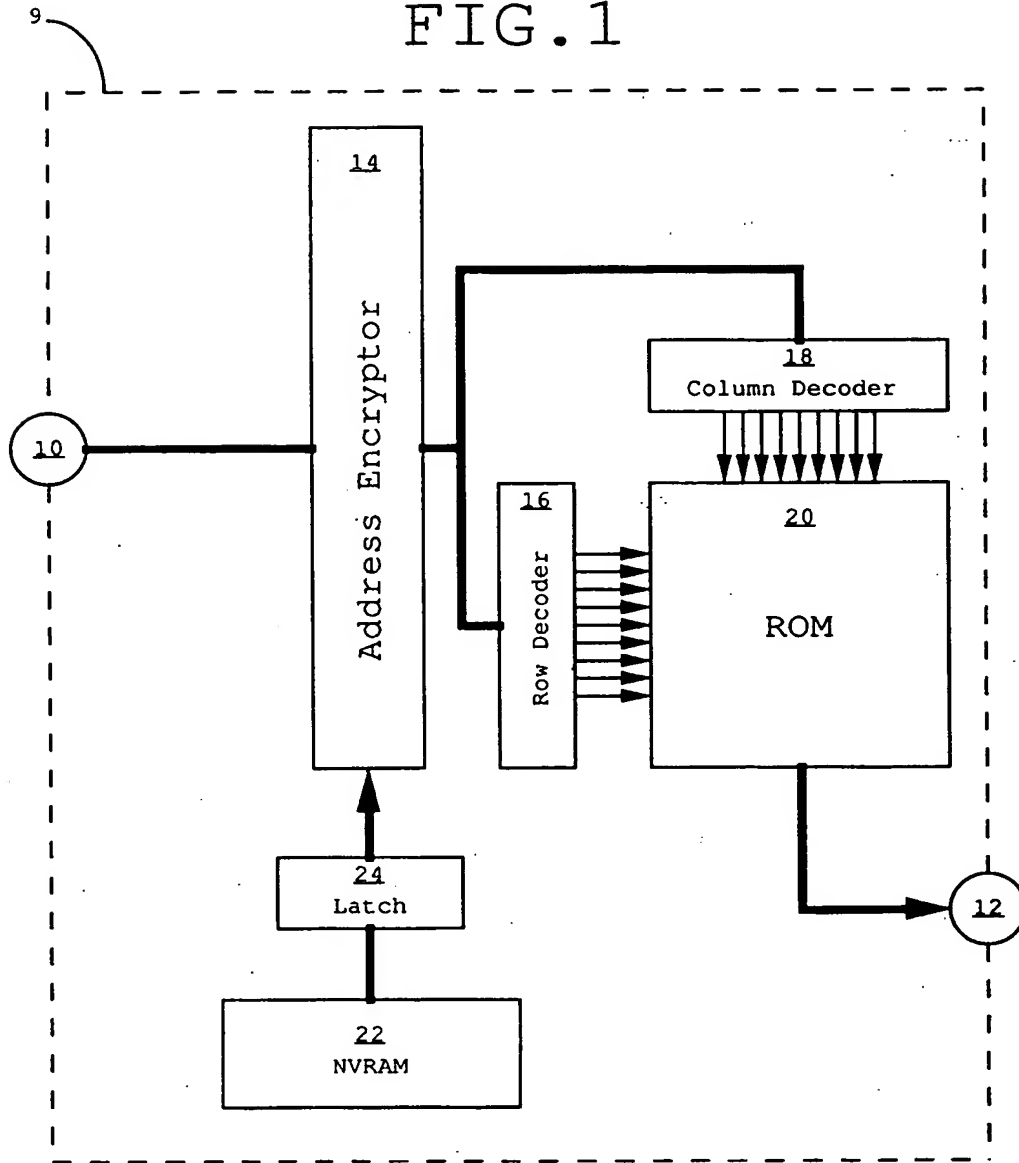 FIG.1
9
14
Address Encryptor
10
18
Column Decoder
16
Row Decoder
20
ROM
24
Latch
12
22
NVRAM